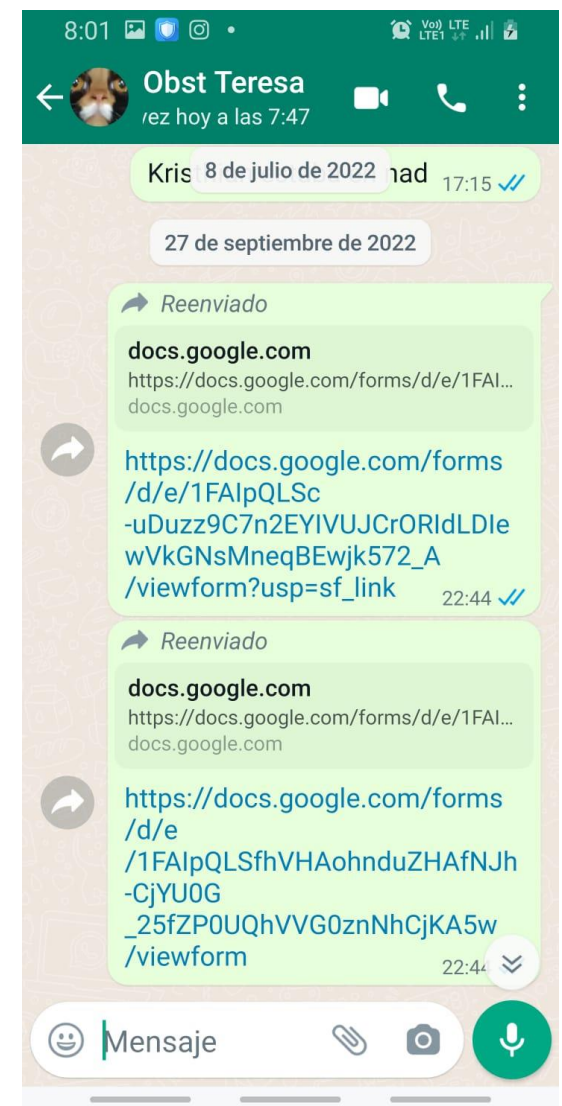 8:01
Vo)) LTE
LTE1
Obst Teresa
vez hoy a las 7:47
Kris
8 de julio de 2022
nad 17:15
27 de septiembre de 2022
Reenviado
docs.google.com
https://docs.google.com/forms/d/e/1FAI...
docs.google.com
https://docs.google.com/forms
/d/e/1FAIpQLSc
-uDuzz9C7n2EYIVUJCrORIdLDIe
wVkGNsMneqBEwjk572_A
/viewform?usp=sf_link 22:44
Reenviado
docs.google.com
https://docs.google.com/forms/d/e/1FAI...
docs.google.com
https://docs.google.com/forms
/d/e
/1FAIpQLSfhVHAohnduZHAfNJh
-CjYU0G
_25fZP0UQhVVG0znNhCjKA5w
/viewform 22:44
Mensaje